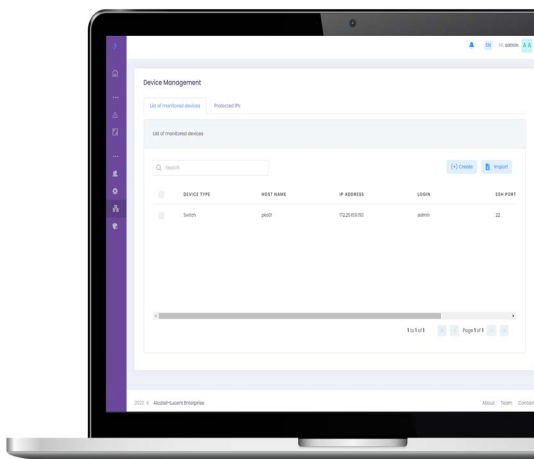 EN Hi, admin A A
Device Management
List of monitored devices Protected IPs
List of monitored devices
Search
(+) Create Import
DEVICE TYPE HOST NAME IP ADDRESS LOGIN SSH PORT
Switch admin 22
1 to 1 of 1 Page 1 of 1
2022 © Alcatel-Lucent Enterprise
About Team Contact